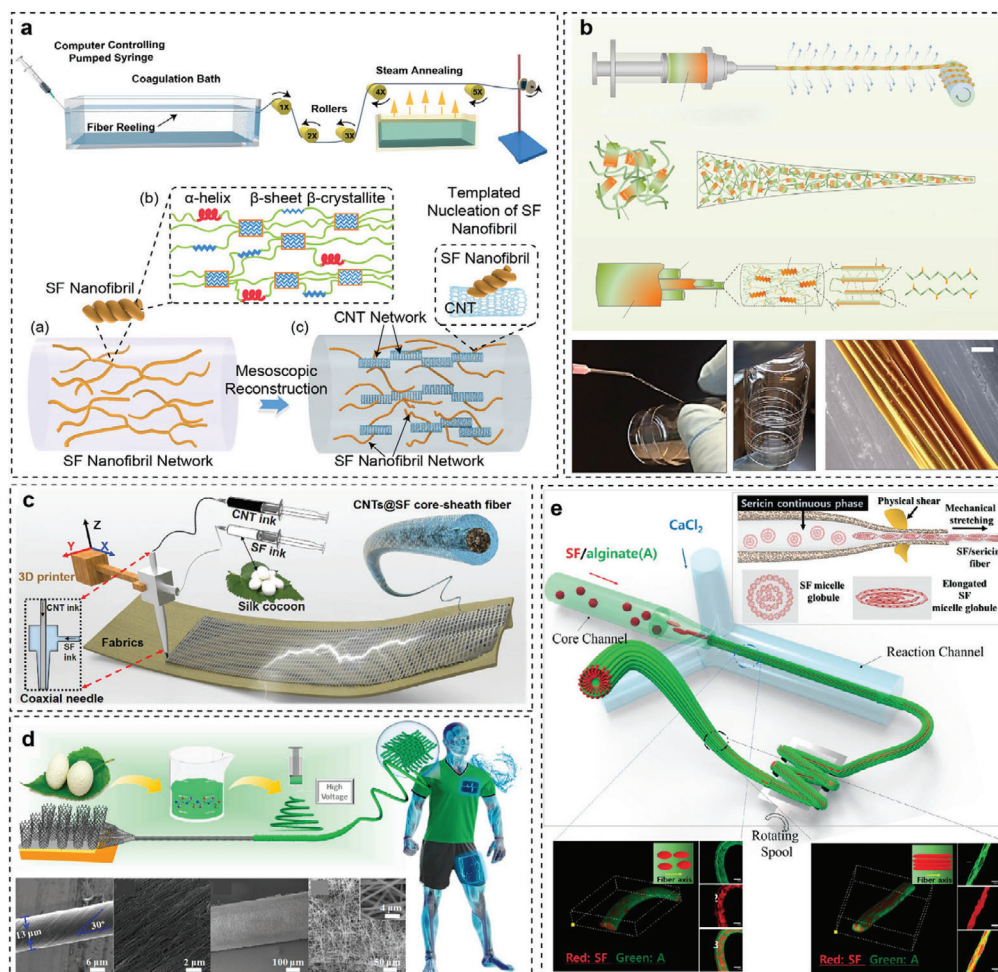 a
Computer Controlling
Pumped Syringe
Coagulation Bath
Fiber Reeling
Rollers
Steam Annealing
1X
2X
3X
4X
5X
(b)
α-helix
β-sheet β-crystallite
Templated
Nucleation of SF
Nanofibril
SF Nanofibril
CNT
SF Nanofibril
(a)
(c)
CNT Network
Mesoscopic
Reconstruction
SF Nanofibril Network
SF Nanofibril Network
b
c
Z
Y
X
3D printer
CNT ink
SF ink
Silk cocoon
CNTs@SF core-sheath fiber
CNT ink
SF ink
Fabrics
Coaxial needle
d
High
Voltage
13 μm
30°
6 μm
2 μm
100 μm
4 μm
50 μm
e
CaCl2
SF/alginate(A)
Core Channel
Reaction Channel
Rotating
Spool
Sericin continuous phase
Physical shear
Mechanical
stretching
SF/sericin
fiber
SF micelle
globule
Elongated
SF
micelle globule
Fiber axis
3
Red: SF Green: A
Fiber axis
Red: SF Green: A